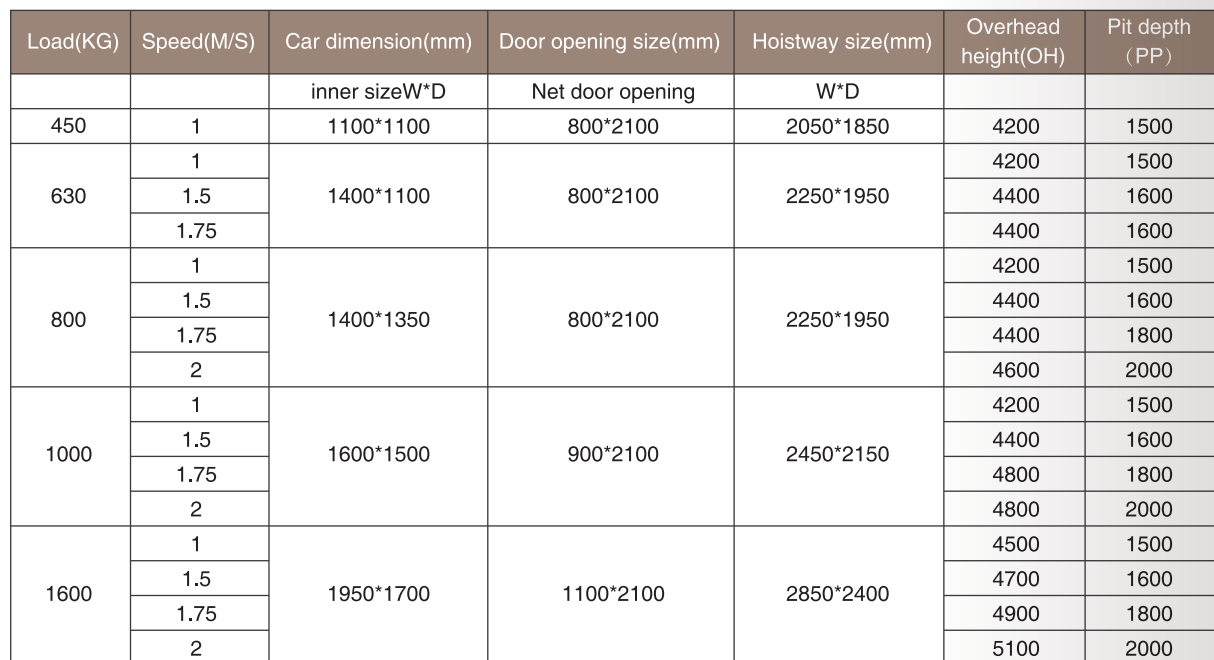 Load(KG) Speed(M/S) Car dimension(mm) Door opening size(mm) Hoistway size(mm) Overhead height(OH) Pit depth (PP)
inner sizeW*D Net door opening W*D
450 1 1100*1100 800*2100 2050*1850 4200 1500
1 4200 1500
630 1.5 1400*1100 800*2100 2250*1950 4400 1600
1.75 4400 1600
1 4200 1500
1.5 4400 1600
800 1400*1350 800*2100 2250*1950
1.75 4400 1800
2 4600 2000
1 4200 1500
1.5 4400 1600
1000 1600*1500 900*2100 2450*2150
1.75 4800 1800
2 4800 2000
1 4500 1500
1.5 4700 1600
1600 1950*1700 1100*2100 2850*2400
1.75 4900 1800
2 5100 2000